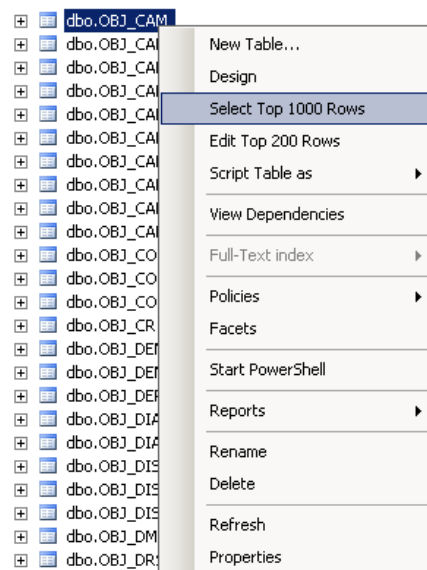 dbo.OBJ_CAM
dbo.OBJ_CA
dbo.OBJ_CA
dbo.OBJ_CA
dbo.OBJ_CA
dbo.OBJ_CA
dbo.OBJ_CA
dbo.OBJ_CA
dbo.OBJ_CA
dbo.OBJ_CA
dbo.OBJ_CO
dbo.OBJ_CO
dbo.OBJ_CO
dbo.OBJ_CR
dbo.OBJ_DE
dbo.OBJ_DE
dbo.OBJ_DE
dbo.OBJ_DIA
dbo.OBJ_DIA
dbo.OBJ_DIS
dbo.OBJ_DIS
dbo.OBJ_DIS
dbo.OBJ_DM
dbo.OBJ_DR
New Table...
Design
Select Top 1000 Rows
Edit Top 200 Rows
Script Table as
View Dependencies
Full-Text index
Policies
Facets
Start PowerShell
Reports
Rename
Delete
Refresh
Properties